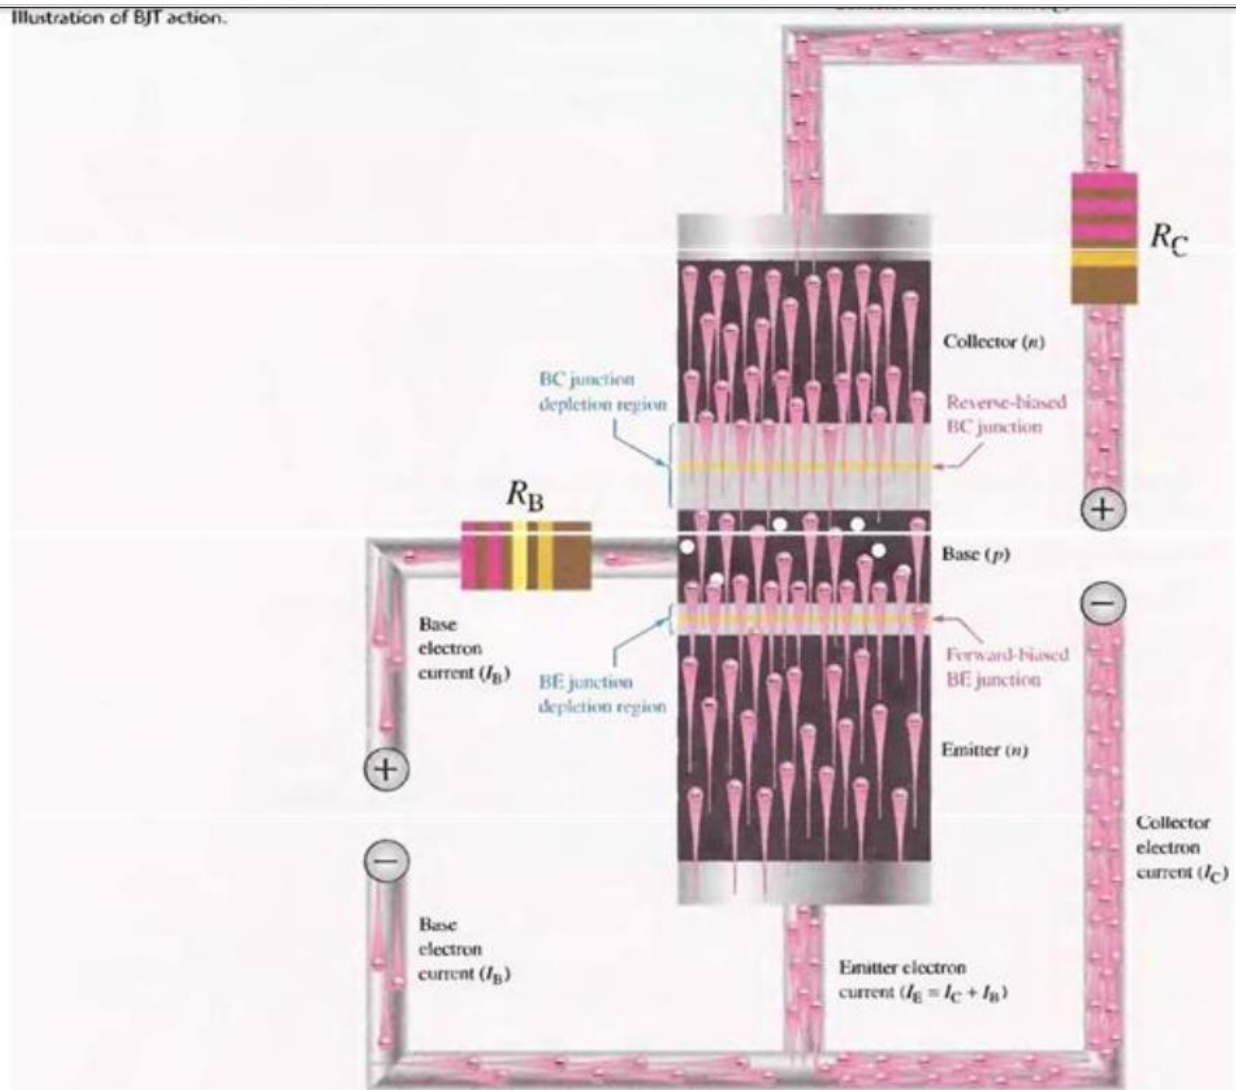 Illustration of BJT action.
R_C
Collector (n)
BC junction
depletion region
Reverse-biased
BC junction
R_B
Base (p)
+
−
Base
electron
current (I_B)
BE junction
depletion region
Forward-biased
BE junction
Emitter (n)
+
Collector
electron
current (I_C)
−
Base
electron
current (I_B)
Emitter electron
current (I_E = I_C + I_B)